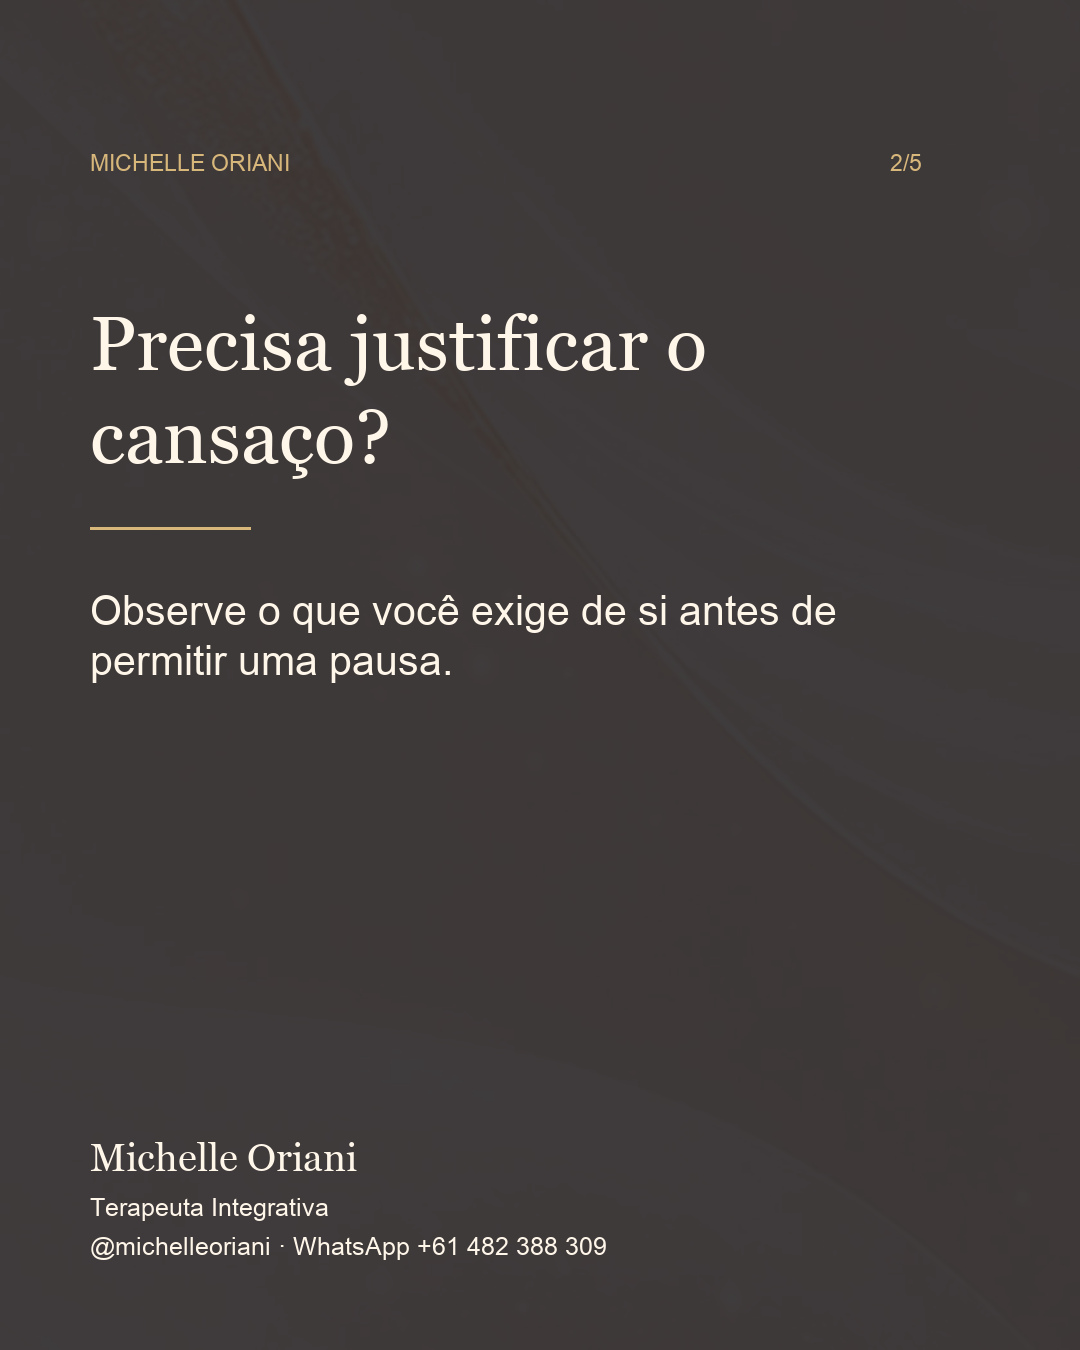 MICHELLE ORIANI
2/5
Precisa justificar o
cansaço?
Observe o que você exige de si antes de
permitir uma pausa.
Michelle Oriani
Terapeuta Integrativa
@michelleoriani · WhatsApp +61 482 388 309